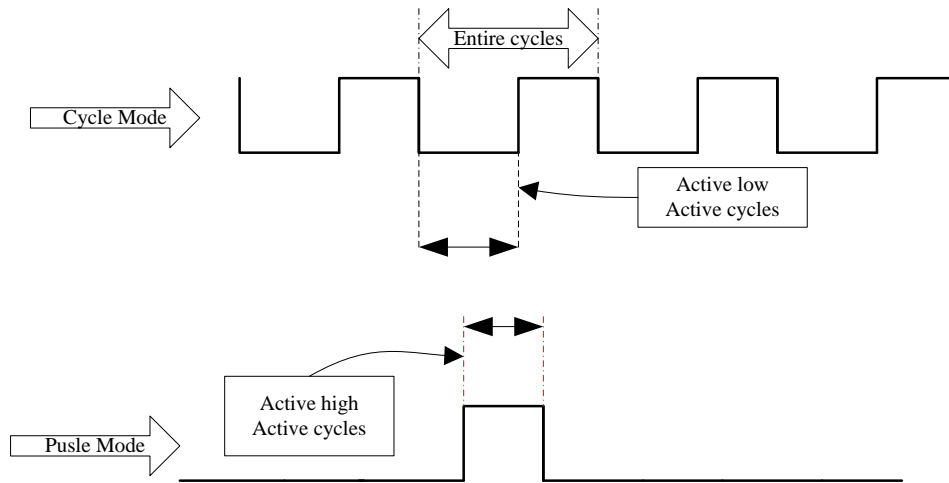 Entire cycles
Cycle Mode
Active low
Active cycles
Active high
Active cycles
Pusle Mode